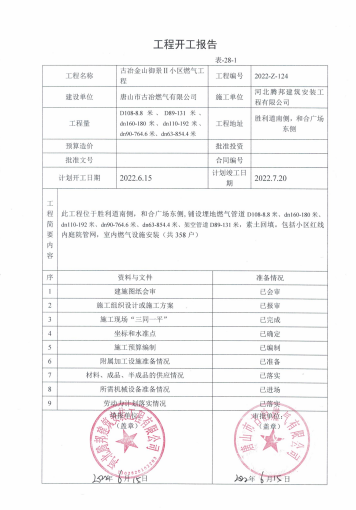 工程开工报告
表-28-1
工程名称 古冶金山御景Ⅱ小区燃气工程 工程编号 2022-Z-124
建设单位 唐山市古冶燃气有限公司 施工单位 河北腾邦建筑安装工程有限公司
工程量 D108-8.8 米、D89-131 米、dn160-180 米、dn110-192 米、dn90-764.6 米、dn63-854.4 米 工程地址 胜利道南侧，和合广场东侧
预算造价 批准投资
批准文号 合同编号
计划开工日期 2022.6.15 计划竣工日期 2022.7.20
工程简要内容
此工程位于胜利道南侧，和合广场东侧,铺设埋地燃气管道 D108-8.8 米、dn160-180 米、
dn110-192 米、dn90-764.6 米、dn63-854.4 米、架空管道 D89-131 米，素土回填。包括小区红线
内庭院管网，室内燃气设施安装（共 358 户）
序 资料与文件 准备情况
1 建施图纸会审 已会审
2 施工组织设计或施工方案 已报审
3 施工现场“三同一平” 已完成
4 坐标和水准点 已确定
5 施工预算编制 已编制
6 附属加工设施准备情况 已准备
7 材料、成品、半成品的供应情况 已落实
8 所需机械设备准备情况 已进场
9 劳动力计划落实情况 已落实
填报单位： 审批单位：
（盖章） （盖章）
2022年 6月15日 2022年 6月15日